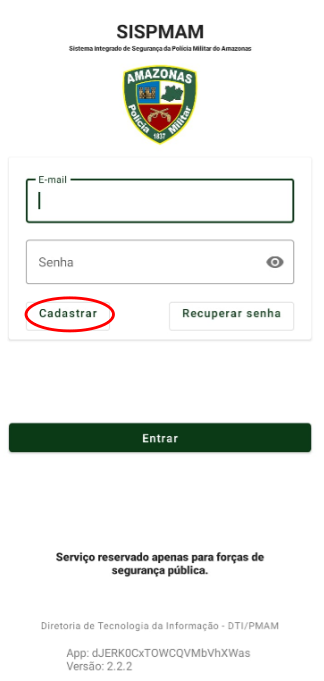 SISPMAM
Sistema Integrado de Segurança da Polícia Militar do Amazonas
AMAZONAS
Polícia Militar
1837
E-mail
Senha
Cadastrar
Recuperar senha
Entrar
Serviço reservado apenas para forças de
segurança pública.
Diretoria de Tecnologia da Informação - DTI/PMAM
App: dJERK0CxTOWCQVMbVhXWas
Versão: 2.2.2